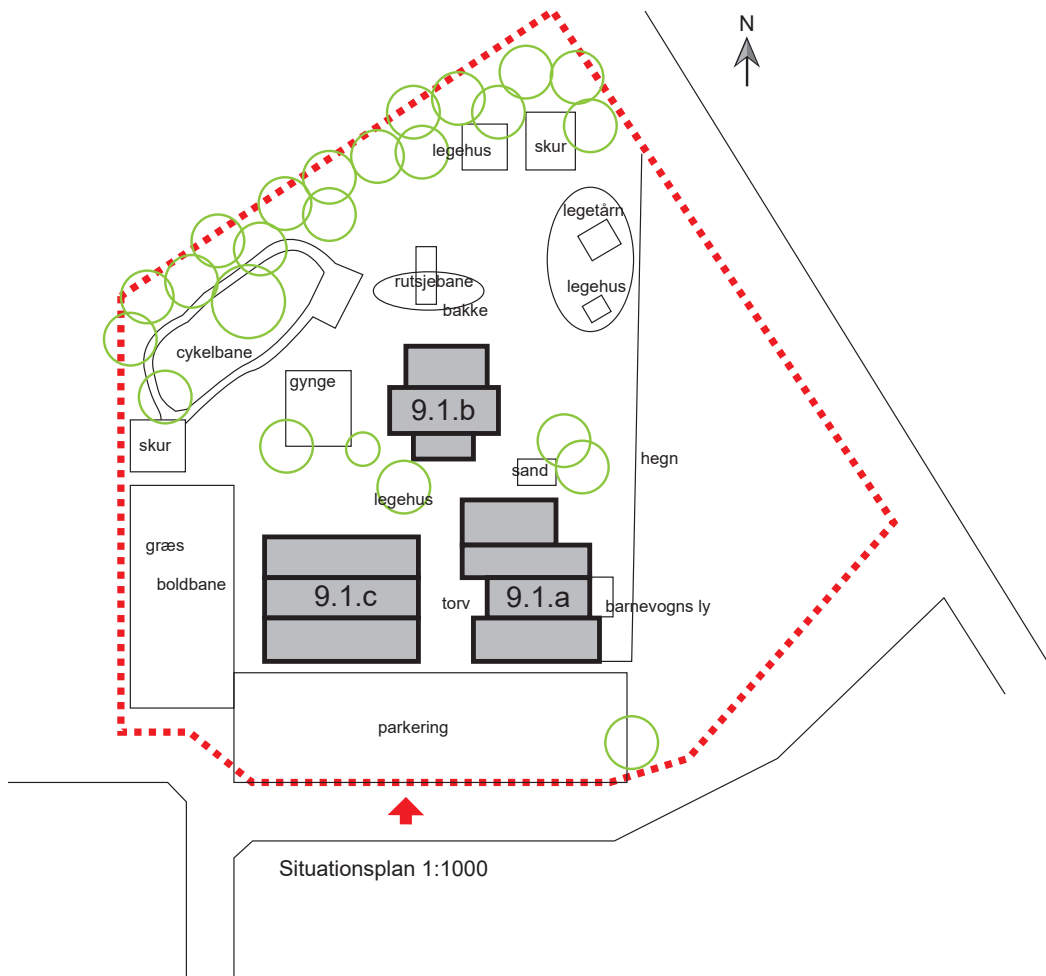 N
legehus
skur
legetårn
rutsjebane
legehus
bakke
cykelbane
gynge
9.1.b
skur
hegn
sand
legehus
græs
boldbane
9.1.c
torv
9.1.a
barnevogns ly
parkering
Situationsplan 1:1000